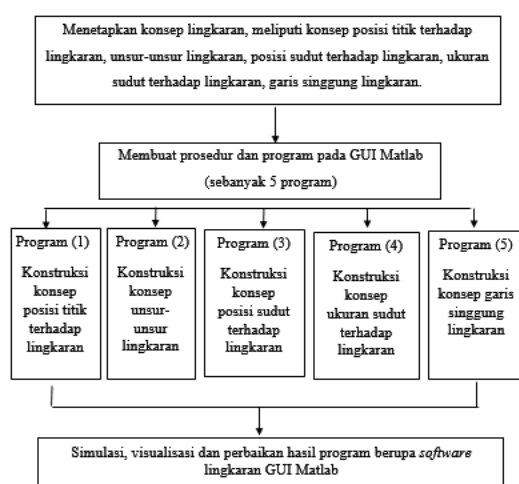 Menetapkan konsep lingkaran, meliputi konsep posisi titik terhadap
lingkaran, unsur-unsur lingkaran, posisi sudut terhadap lingkaran, ukuran
sudut terhadap lingkaran, garis singgung lingkaran.
Membuat prosedur dan program pada GUI Matlab
(sebanyak 5 program)
Program (1)
Konstruksi
konsep
posisi titik
terhadap
lingkaran
Program (2)
Konstruksi
konsep
unsur-
unsur
lingkaran
Program (3)
Konstruksi
konsep
posisi sudut
terhadap
lingkaran
Program (4)
Konstruksi
konsep
ukuran sudut
terhadap
lingkaran
Program (5)
Konstruksi
konsep garis
singgung
lingkaran
Simulasi, visualisasi dan perbaikan hasil program berupa software
lingkaran GUI Matlab